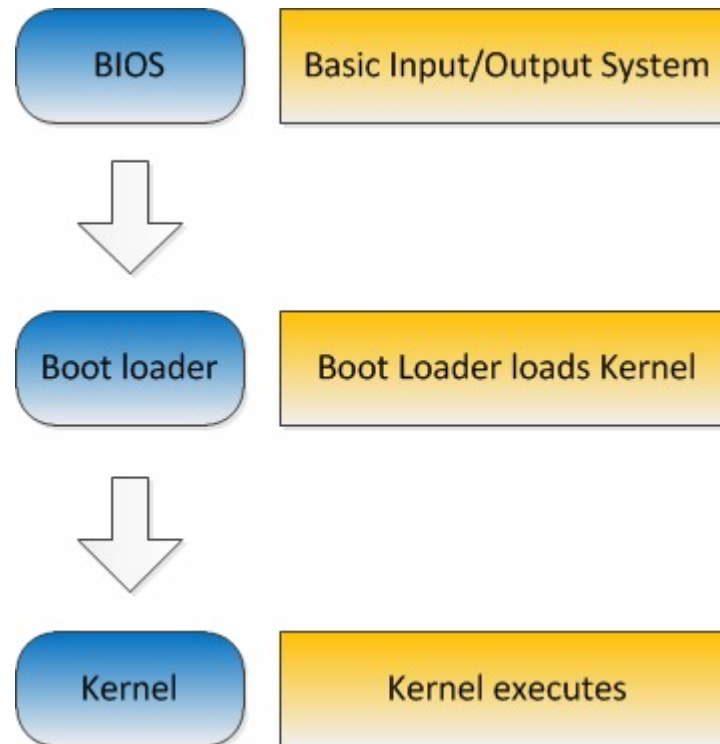 BIOS
Basic Input/Output System
Boot loader
Boot Loader loads Kernel
Kernel
Kernel executes